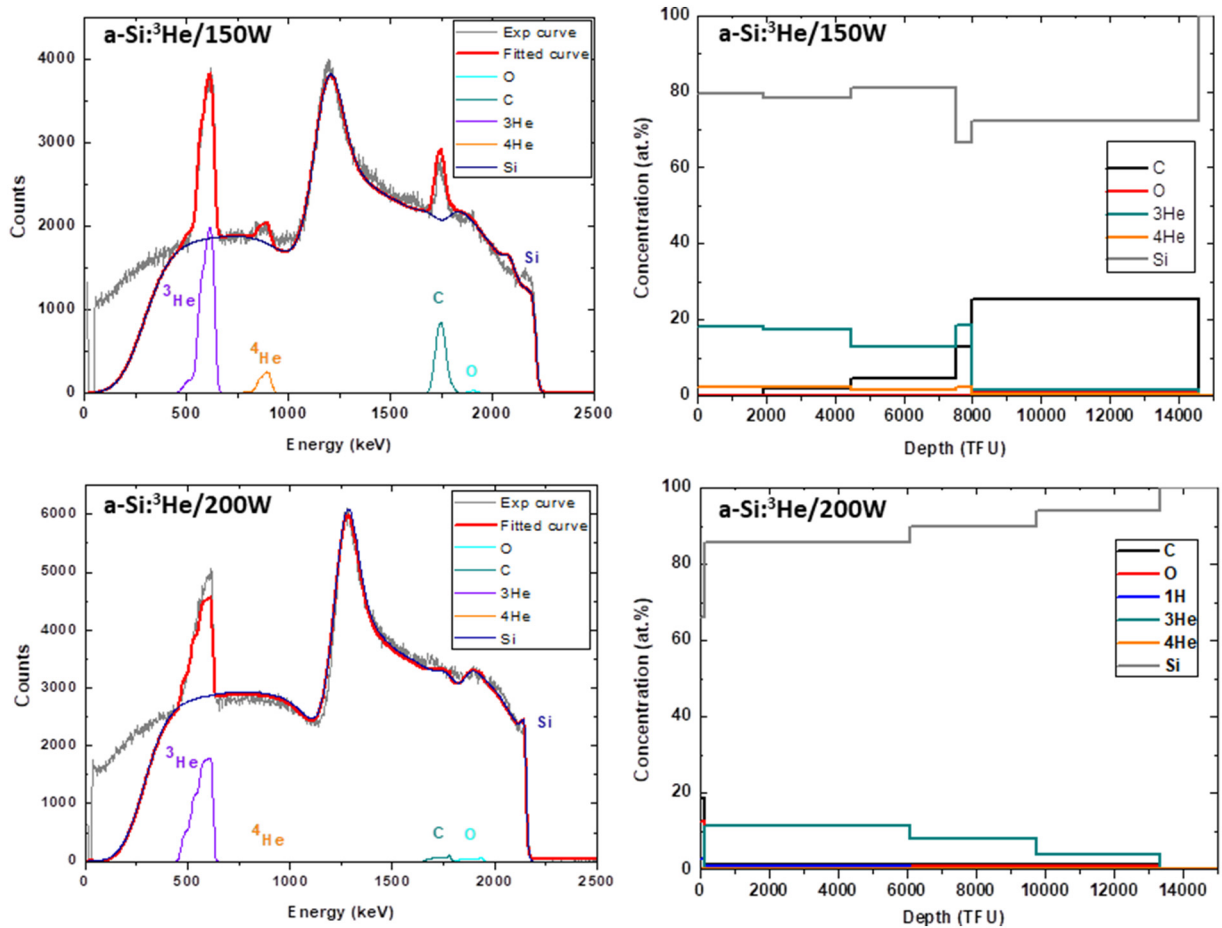 a-Si:³He/150W
Exp curve
Fitted curve
O
C
3He
4He
Si
4000
3000
2000
1000
0
Counts
³He
⁴He
C
O
Si
0 500 1000 1500 2000 2500
Energy (keV)
a-Si:³He/150W
100
80
60
40
20
0
Concentration (at.%)
C
O
3He
4He
Si
0 2000 4000 6000 8000 10000 12000 14000
Depth (TFU)
a-Si:³He/200W
Exp curve
Fitted curve
O
C
3He
4He
Si
6000
5000
4000
3000
2000
1000
0
Counts
³He
⁴He
C
O
Si
0 500 1000 1500 2000 2500
Energy (keV)
a-Si:³He/200W
100
80
60
40
20
0
Concentration (at.%)
C
O
1H
3He
4He
Si
0 2000 4000 6000 8000 10000 12000 14000
Depth (TFU)